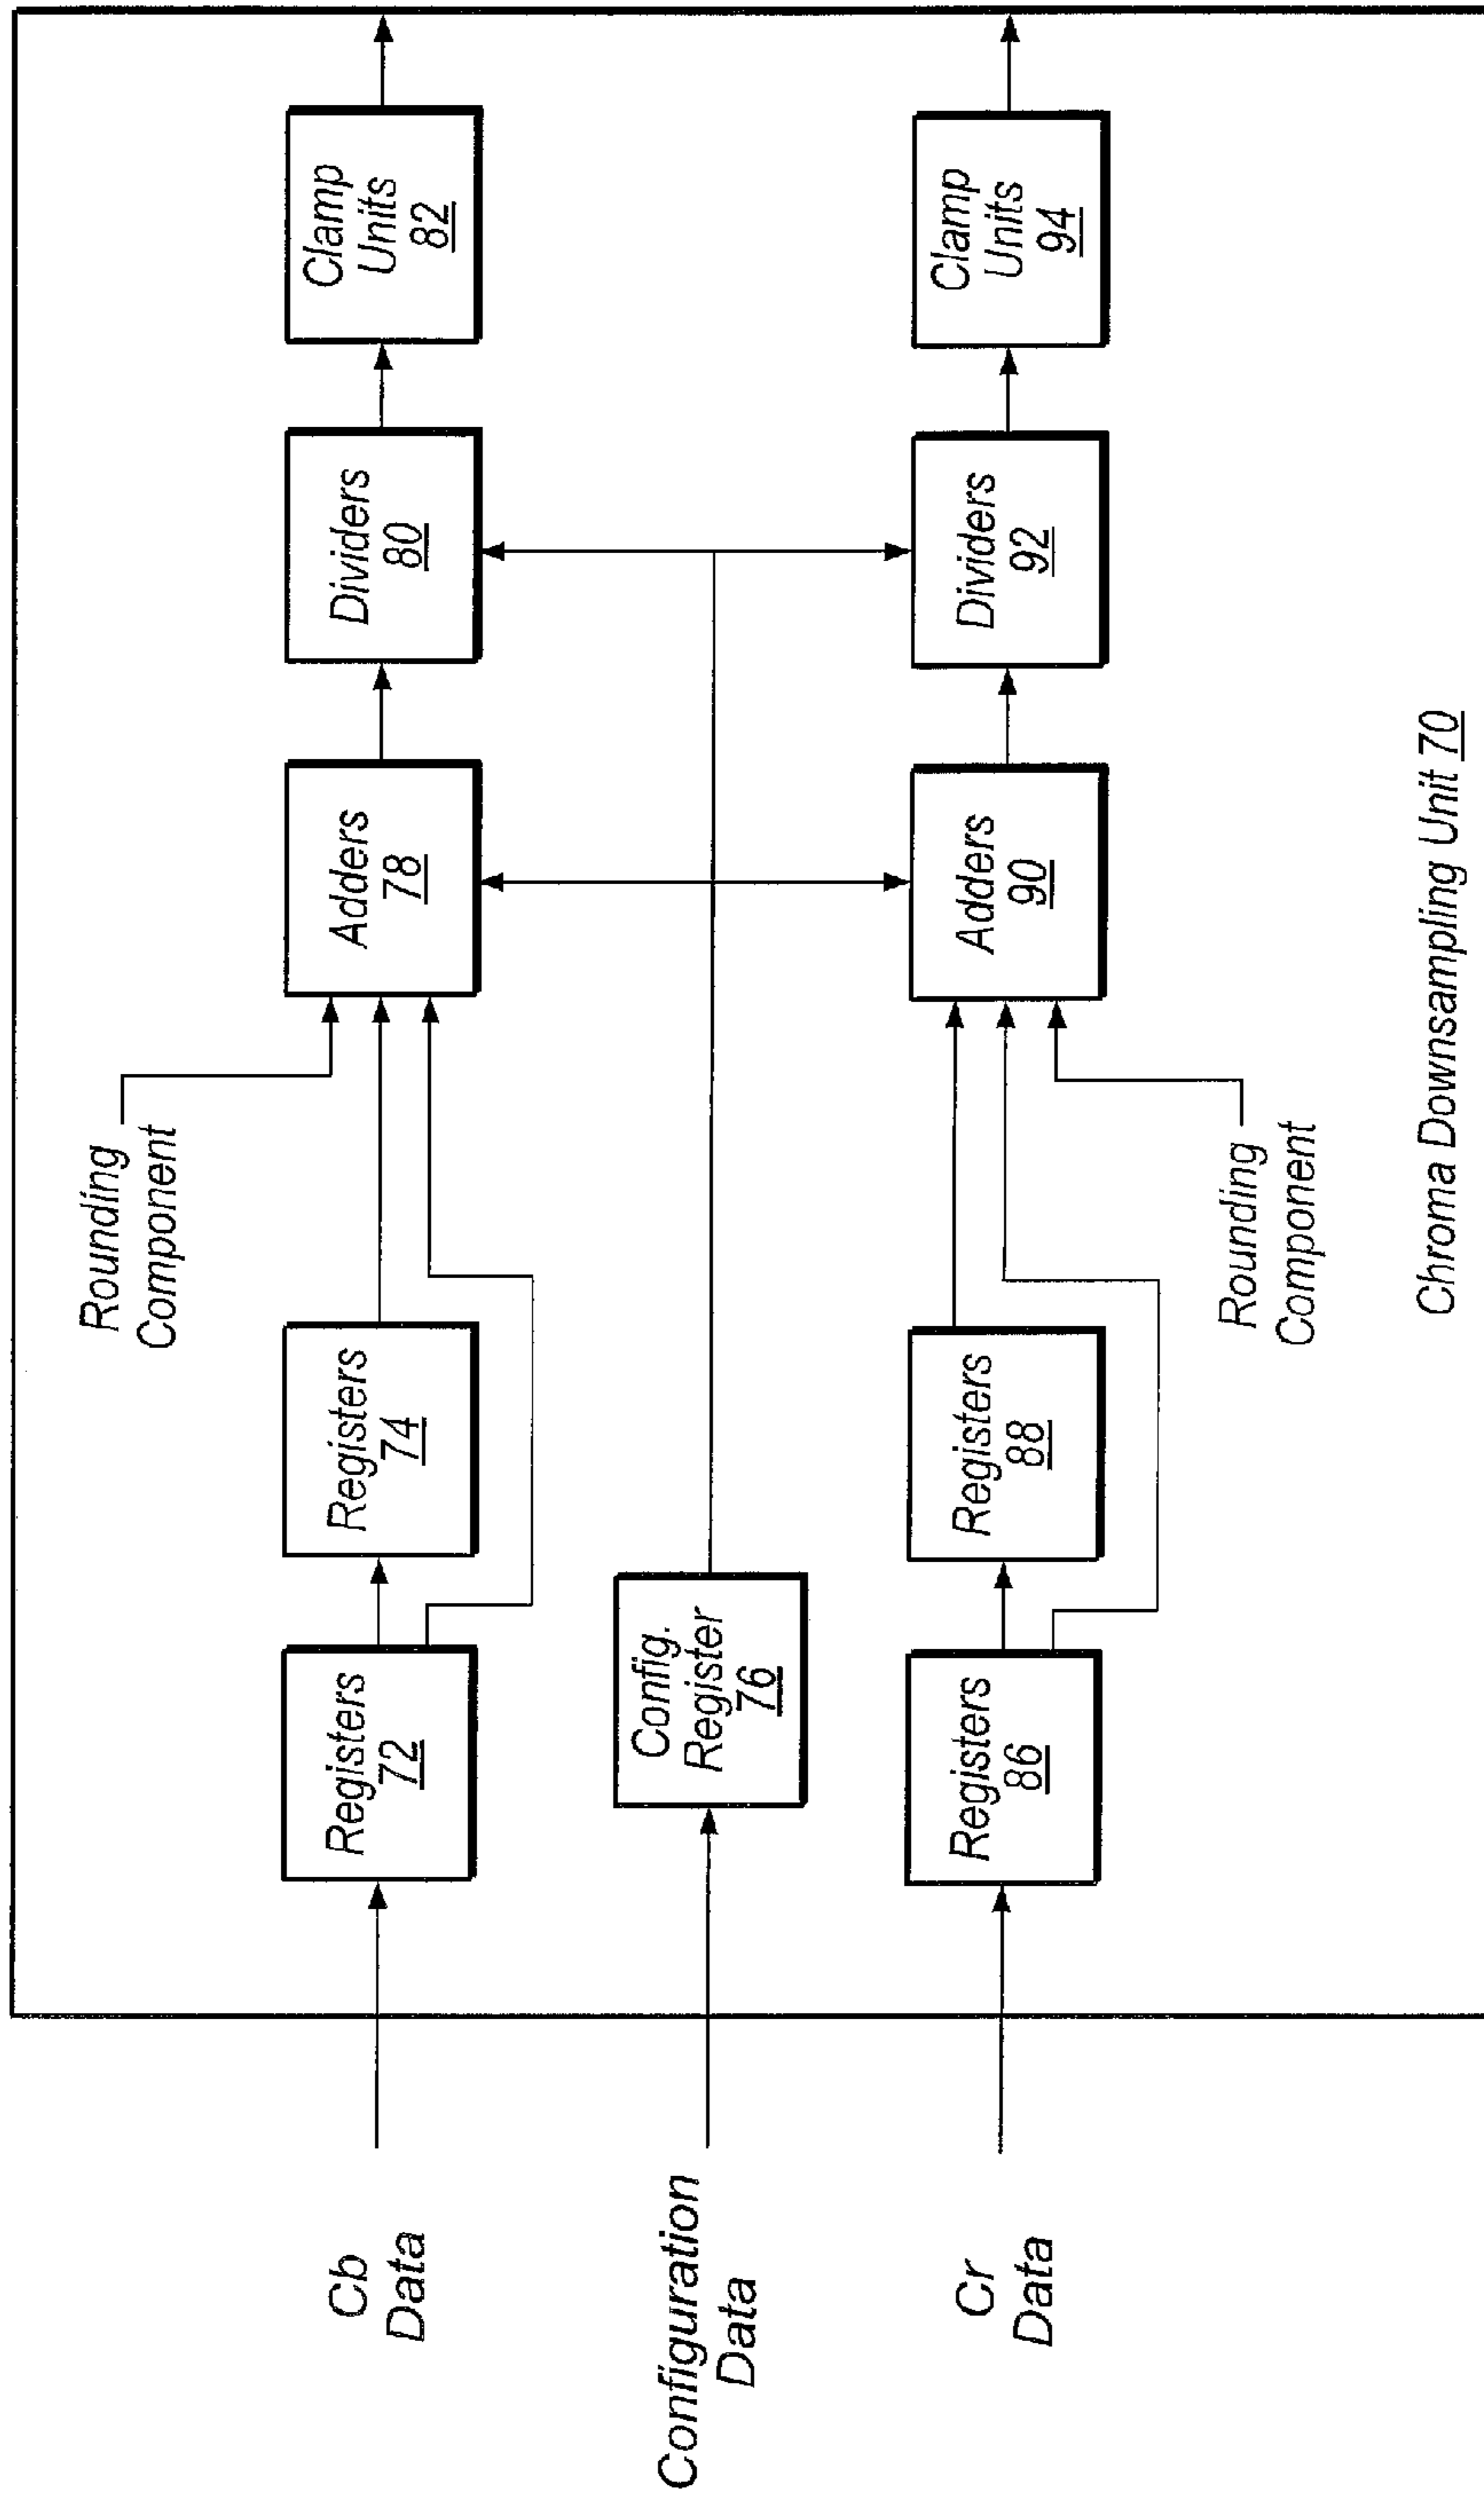 Rounding
Component
Cb
Data
Registers
72
Registers
74
Adders
78
Dividers
80
Clamp
Units
82
Configuration
Data
Config.
Register
76
Cr
Data
Registers
86
Registers
88
Adders
90
Dividers
92
Clamp
Units
94
Rounding
Component
Chroma Downsampling Unit 70